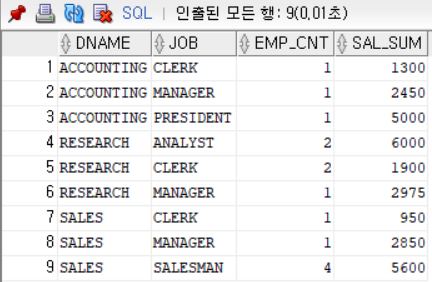 SQL | 인출된 모든 행: 9(0,01초)
DNAME JOB EMP_CNT SAL_SUM
1 ACCOUNTING CLERK 1 1300
2 ACCOUNTING MANAGER 1 2450
3 ACCOUNTING PRESIDENT 1 5000
4 RESEARCH ANALYST 2 6000
5 RESEARCH CLERK 2 1900
6 RESEARCH MANAGER 1 2975
7 SALES CLERK 1 950
8 SALES MANAGER 1 2850
9 SALES SALESMAN 4 5600